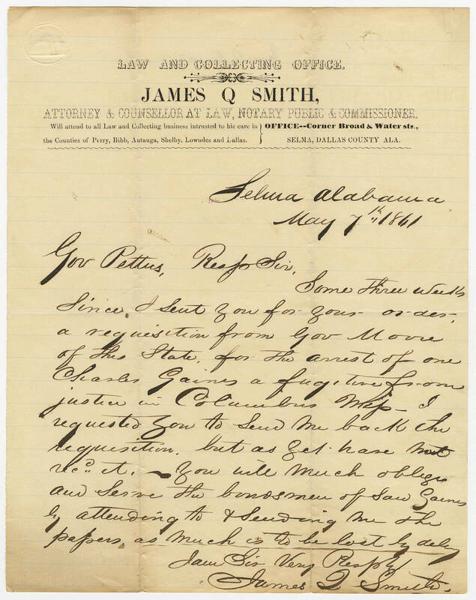 LAW AND COLLECTING OFFICE.
JAMES Q SMITH,
ATTORNEY & COUNSELLOR AT LAW, NOTARY PUBLIC & COMMISSIONER.
Will attend to all Law and Collecting business intrusted to his care in } OFFICE--Corner Broad & Water sts.,
the Counties of Perry, Bibb, Autauga, Shelby, Lowndes and Dallas. SELMA, DALLAS COUNTY ALA.
Selma Alabama
May 7th 1861
Gov Pettus, Resp Sir,
Some three weeks
since, I sent you for your order,
a requisition from Gov Moore
of this State, for the arrest of one
Charles Gaines a fugitive from
justice in Columbus Miss - I
requested you to send me back the
requisition, but as yet have not
recd it. - You will much oblige
and serve the bondsmen of Saw Gaines
by attending to & sending me the
papers, as much is to be lost by delay
I am Sir Very Resply
James Q Smith.